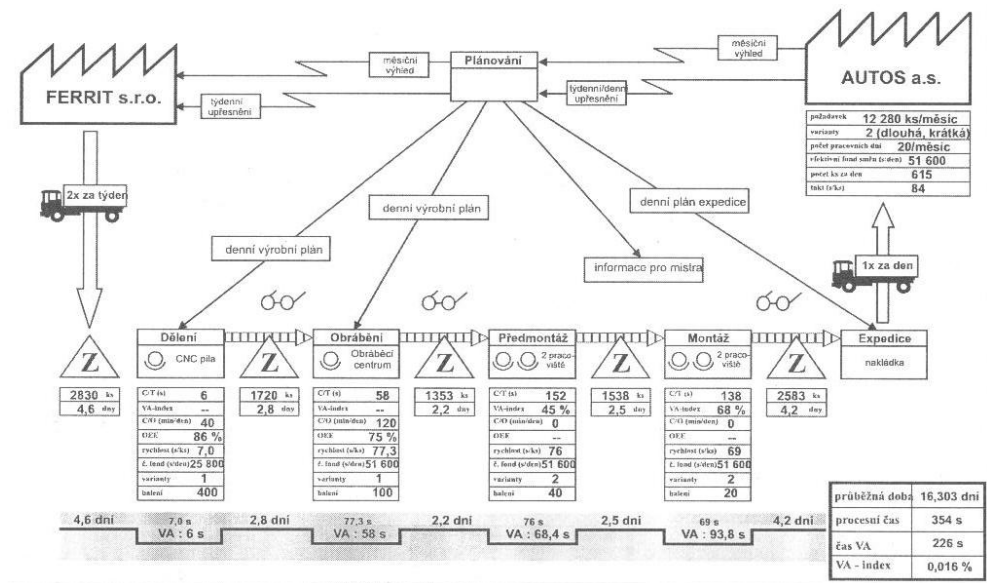 FERRIT s.r.o.
měsíční
výhled
týdenní
upřesnění
Plánování
měsíční
výhled
týdenní/denní
upřesnění
AUTOS a.s.
požadavek 12 280 ks/měsíc
varianty 2 (dlouhá, krátká)
počet pracovních dní 20/měsíc
efektivní fond směn (s/den) 51 600
počet ks za den 615
takt (s/ks) 84
2x za týden
denní výrobní plán
denní výrobní plán
denní plán expedice
informace pro mistra
1x za den
Z
2830 ks
4,6 dny
Dělení
CNC pila
C/T (s) 6
VA-index --
C/O (min/den) 40
OEE 86 %
rychlost (s/ks) 7,0
č. fond (s/den) 25 800
varianty 1
balení 400
Z
1720 ks
2,8 dny
Obrábění
Obráběcí
centrum
C/T (s) 58
VA-index --
C/O (min/den) 120
OEE 75 %
rychlost (s/ks) 77,3
č. fond (s/den) 51 600
varianty 1
balení 100
Z
1353 ks
2,2 dny
Předmontáž
2 praco-
viště
C/T (s) 152
VA-index 45 %
C/O (min/den) 0
OEE --
rychlost (s/ks) 76
č. fond (s/den) 51 600
varianty 2
balení 40
Z
1538 ks
2,5 dny
Montáž
2 praco-
viště
C/T (s) 138
VA-index 68 %
C/O (min/den) 0
OEE --
rychlost (s/ks) 69
č. fond (s/den) 51 600
varianty 2
balení 20
Z
2583 ks
4,2 dny
Expedice
nakládka
4,6 dní
7,0 s
VA : 6 s
2,8 dní
77,3 s
VA : 58 s
2,2 dní
76 s
VA : 68,4 s
2,5 dní
69 s
VA : 93,8 s
4,2 dní
průběžná doba 16,303 dní
procesní čas 354 s
čas VA 226 s
VA - index 0,016 %